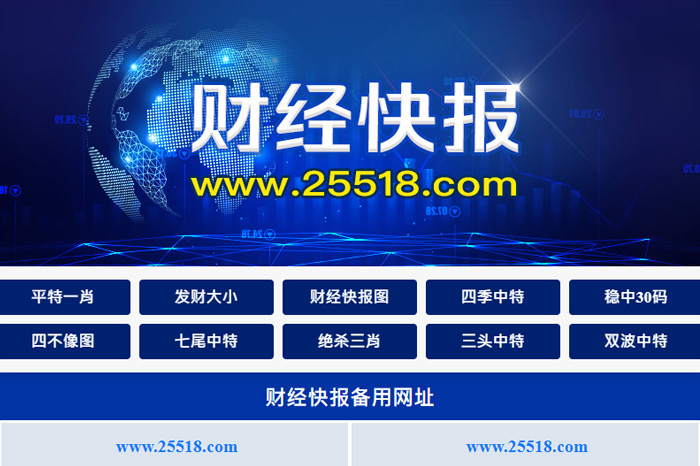 财经快报
www.25518.com
平特一肖 发财大小 财经快报图 四季中特 稳中30码
四不像图 七尾中特 绝杀三肖 三头中特 双波中特
财经快报备用网址
www.25518.com www.25518.com